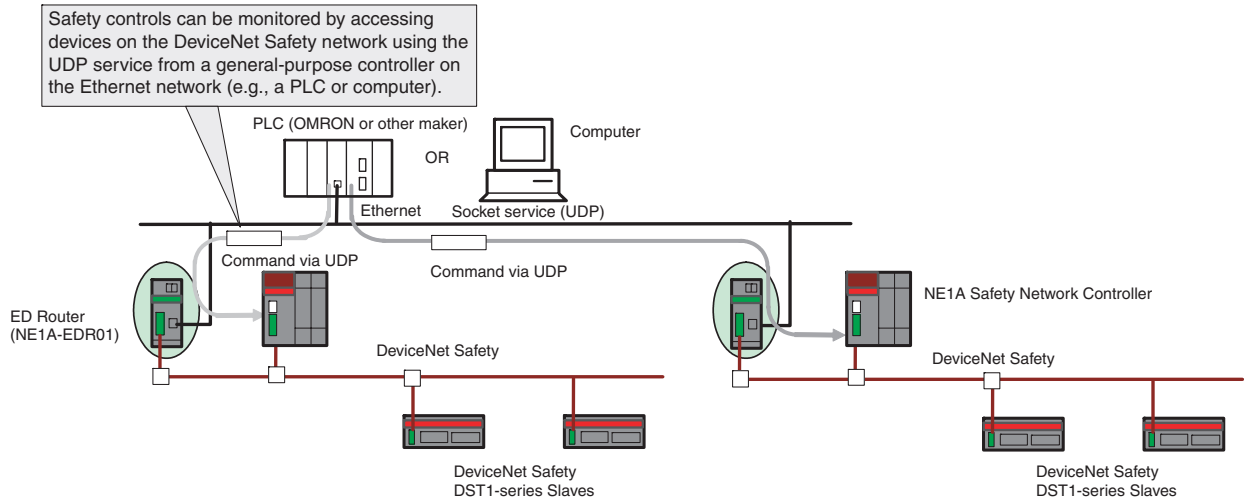 Safety controls can be monitored by accessing
devices on the DeviceNet Safety network using the
UDP service from a general-purpose controller on
the Ethernet network (e.g., a PLC or computer).
PLC (OMRON or other maker)
OR
Computer
Ethernet
Socket service (UDP)
Command via UDP
Command via UDP
ED Router
(NE1A-EDR01)
NE1A Safety Network Controller
DeviceNet Safety
DeviceNet Safety
DeviceNet Safety
DST1-series Slaves
DeviceNet Safety
DST1-series Slaves